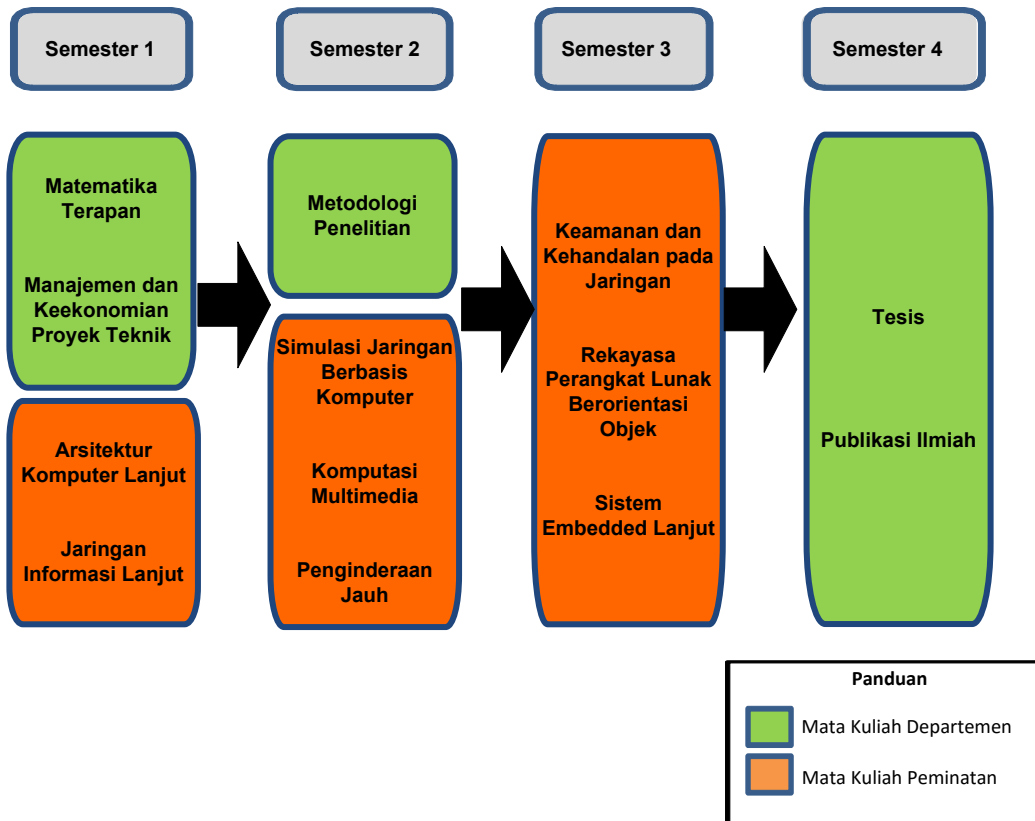 Semester 1
Semester 2
Semester 3
Semester 4
Matematika
Terapan
Manajemen dan
Keekonomian
Proyek Teknik
Arsitektur
Komputer Lanjut
Jaringan
Informasi Lanjut
Metodologi
Penelitian
Simulasi Jaringan
Berbasis
Komputer
Komputasi
Multimedia
Penginderaan
Jauh
Keamanan dan
Kehandalan pada
Jaringan
Rekayasa
Perangkat Lunak
Berorientasi
Objek
Sistem
Embedded Lanjut
Tesis
Publikasi Ilmiah
Panduan
Mata Kuliah Departemen
Mata Kuliah Peminatan